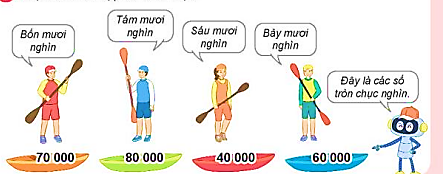 Bốn mươi
nghìn
Tám mươi
nghìn
Sáu mươi
nghìn
Bảy mươi
nghìn
Đây là các số
tròn chục nghìn.
70 000
80 000
40 000
60 000